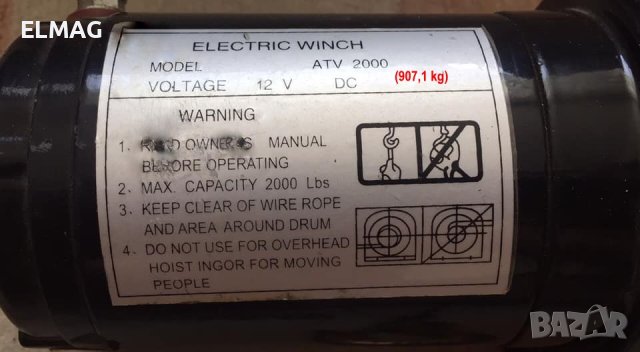 ELMAG
ELECTRIC WINCH
MODEL ATV 2000
VOLTAGE 12 V DC (907,1 kg)
WARNING
1. READ OWNER'S MANUAL
BEFORE OPERATING
2. MAX. CAPACITY 2000 Lbs
3. KEEP CLEAR OF WIRE ROPE
AND AREA AROUND DRUM
4. DO NOT USE FOR OVERHEAD
HOIST INGOR FOR MOVING
PEOPLE
BAZAR